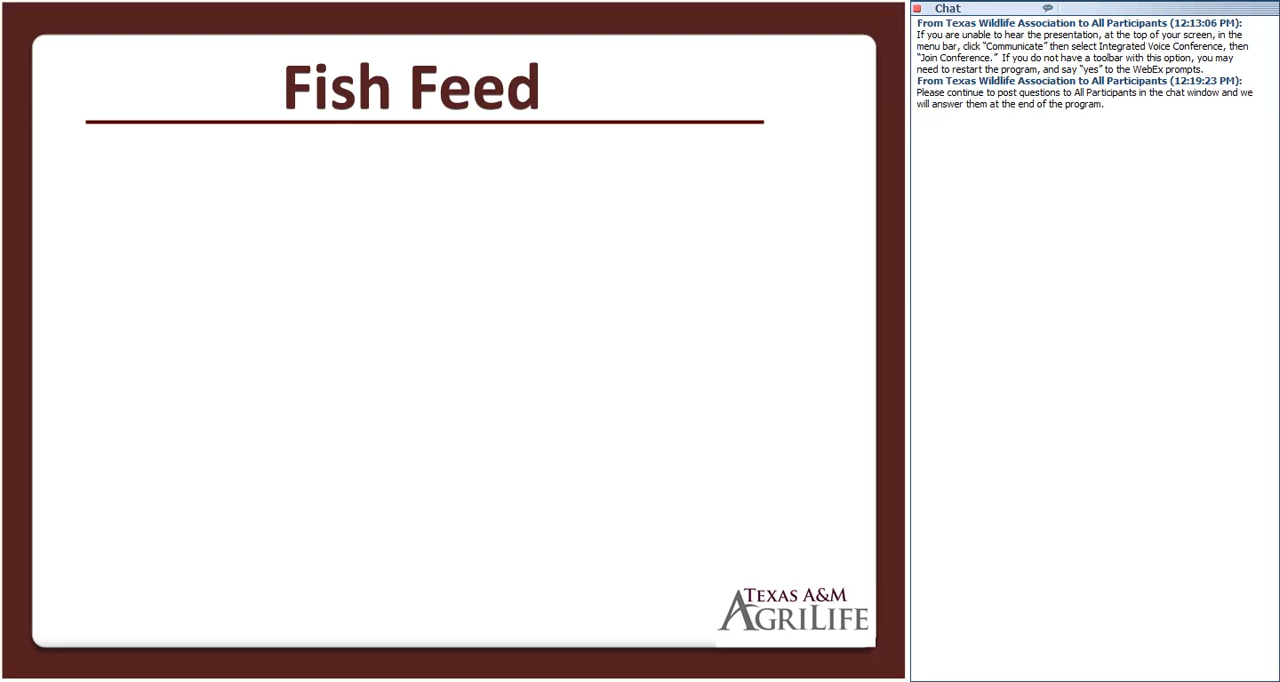 Fish Feed
TEXAS A&M
AGRILIFE
Chat
From Texas Wildlife Association to All Participants (12:13:06 PM):
If you are unable to hear the presentation, at the top of your screen, in the
menu bar, click “Communicate” then select Integrated Voice Conference, then
“Join Conference.” If you do not have a toolbar with this option, you may
need to restart the program, and say “yes” to the WebEx prompts.
From Texas Wildlife Association to All Participants (12:19:23 PM):
Please continue to post questions to All Participants in the chat window and we
will answer them at the end of the program.